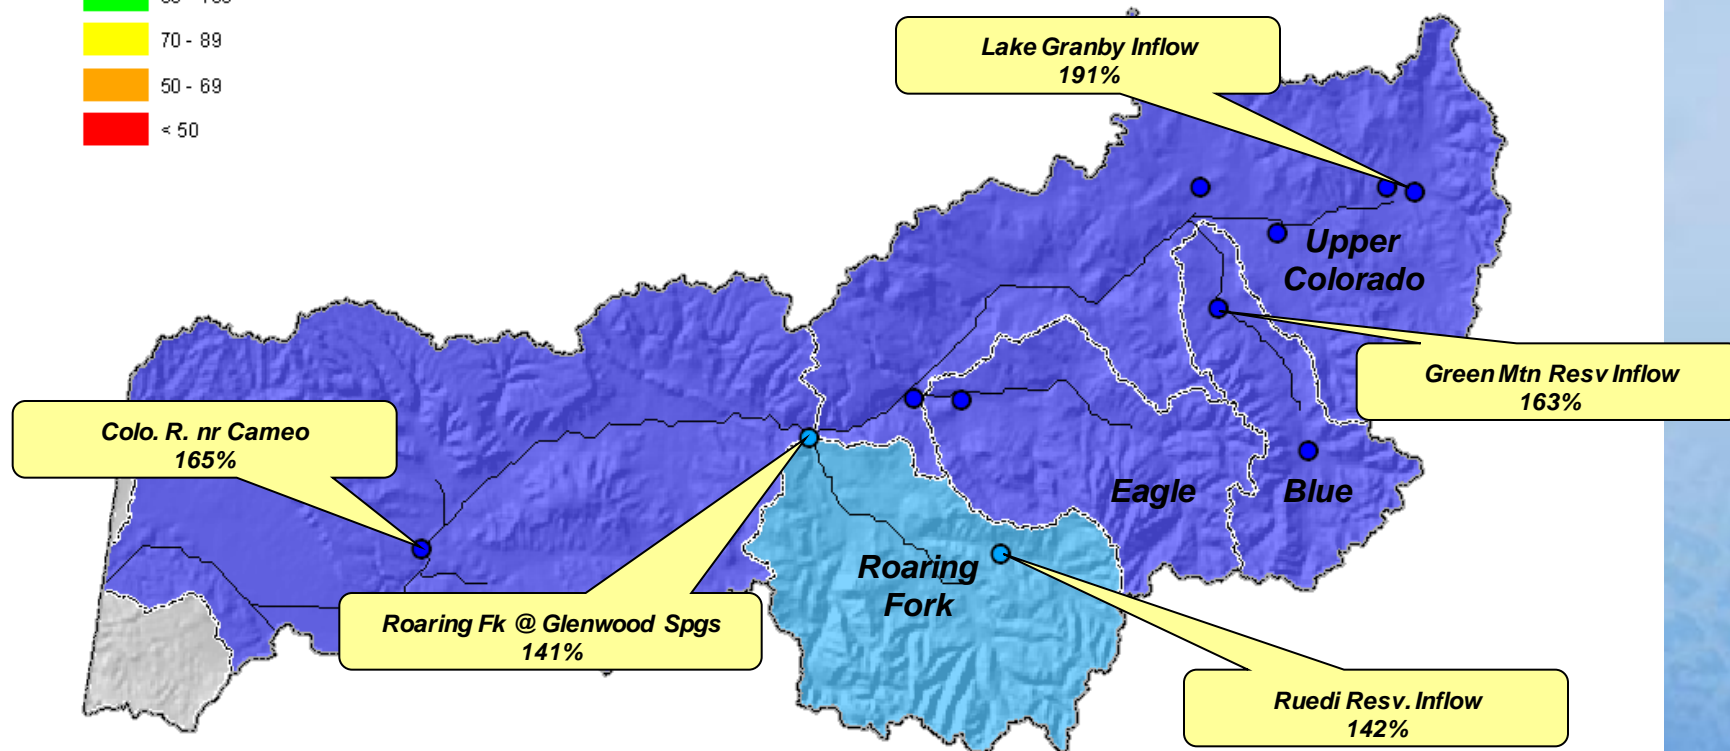 70 - 89
50 - 69
< 50
Lake Granby Inflow
191%
Upper
Colorado
Green Mtn Resv Inflow
163%
Colo. R. nr Cameo
165%
Eagle
Blue
Roaring
Fork
Roaring Fk @ Glenwood Spgs
141%
Ruedi Resv. Inflow
142%